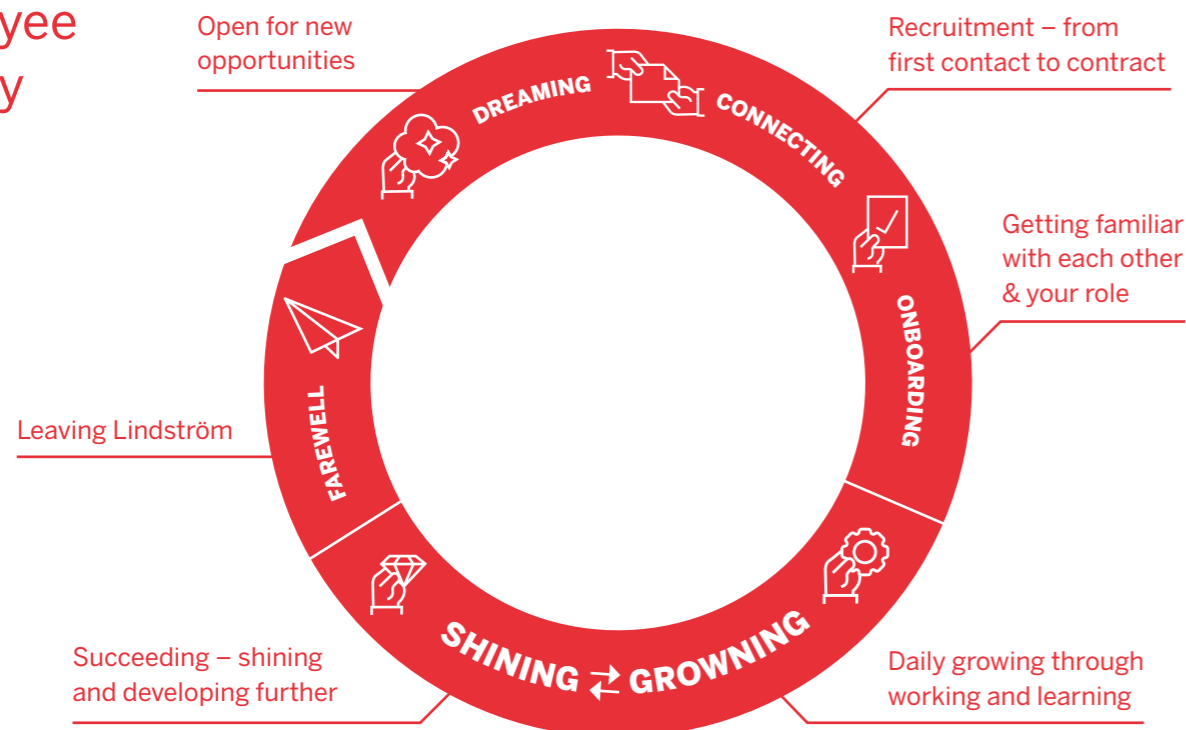 yee
y
Open for new
opportunities
DREAMING
CONNECTING
Recruitment – from
first contact to contract
Getting familiar
with each other
& your role
ONBOARDING
GROWNING
Daily growing through
working and learning
SHINING
Succeeding – shining
and developing further
FAREWELL
Leaving Lindström